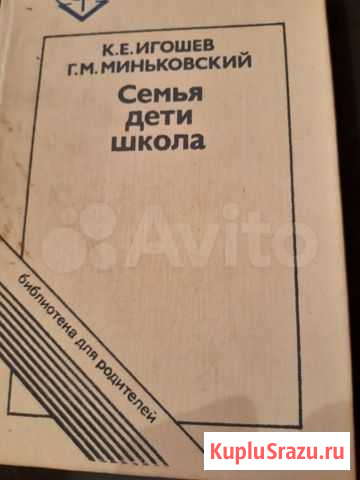 К.Е.ИГОШЕВ
Г.М.МИНЬКОВСКИЙ
Семья
дети
школа
Avito
библиотека для родителей
KupluSrazu.ru